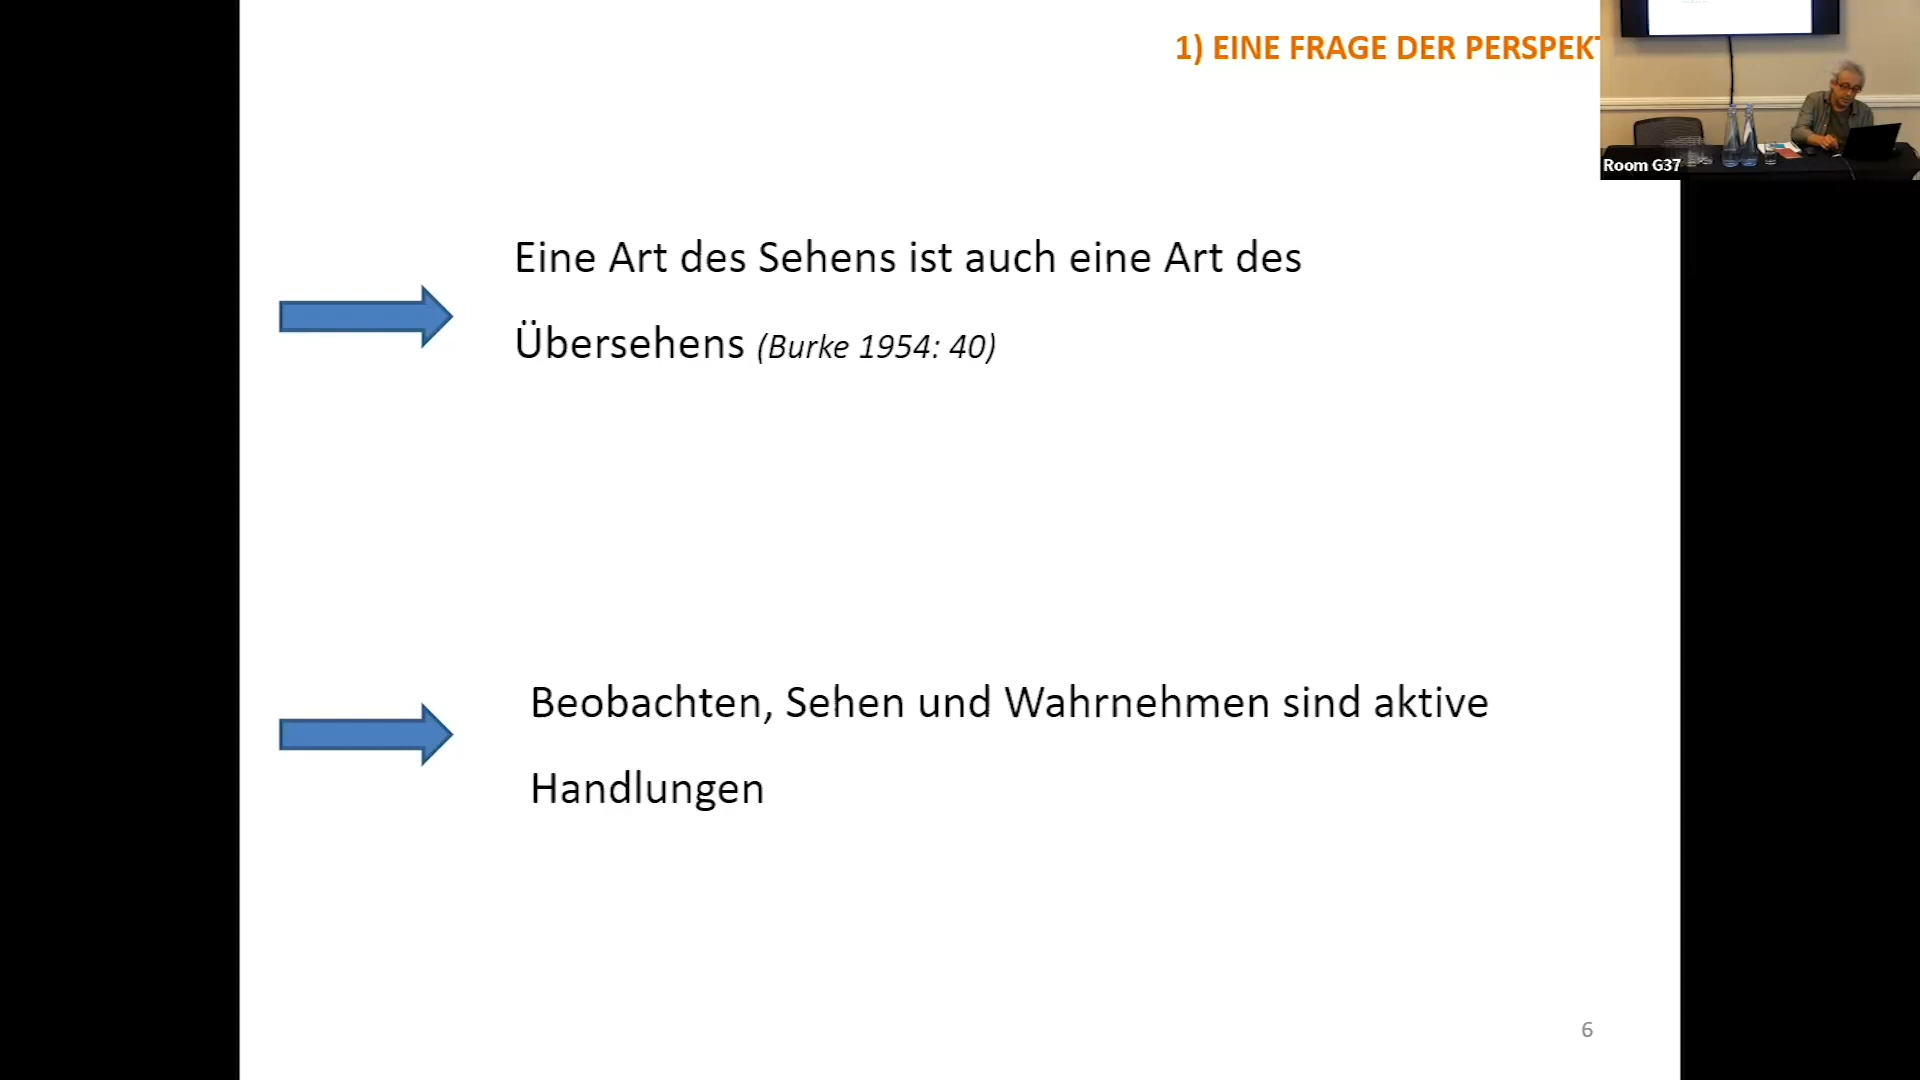 1) EINE FRAGE DER PERSPEKT
Room G37
Eine Art des Sehens ist auch eine Art des
Übersehens (Burke 1954: 40)
Beobachten, Sehen und Wahrnehmen sind aktive
Handlungen
6